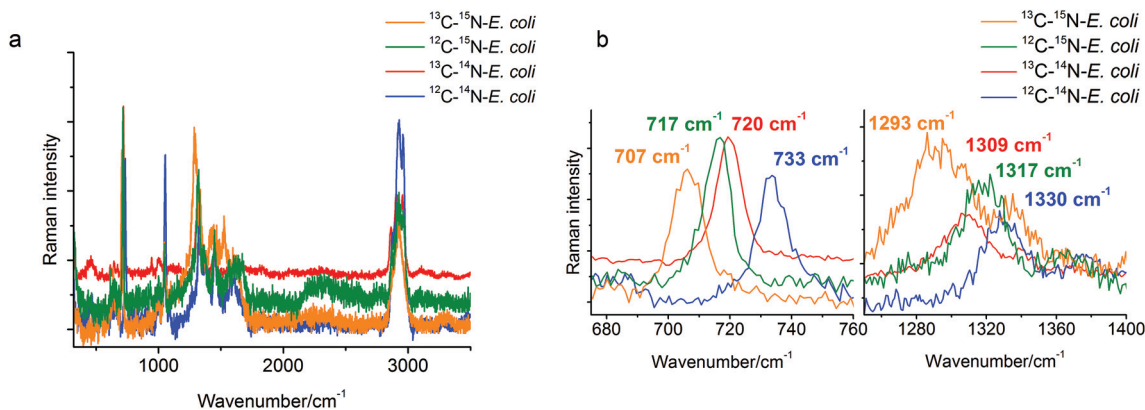 a
¹³C-¹⁵N-E. coli
¹²C-¹⁵N-E. coli
¹³C-¹⁴N-E. coli
¹²C-¹⁴N-E. coli
Raman intensity
1000 2000 3000
Wavenumber/cm⁻¹
b
¹³C-¹⁵N-E. coli
¹²C-¹⁵N-E. coli
¹³C-¹⁴N-E. coli
¹²C-¹⁴N-E. coli
717 cm⁻¹ 720 cm⁻¹
707 cm⁻¹ 733 cm⁻¹
Raman intensity
680 700 720 740 760
Wavenumber/cm⁻¹
1293 cm⁻¹
1309 cm⁻¹
1317 cm⁻¹
1330 cm⁻¹
1280 1320 1360 1400
Wavenumber/cm⁻¹